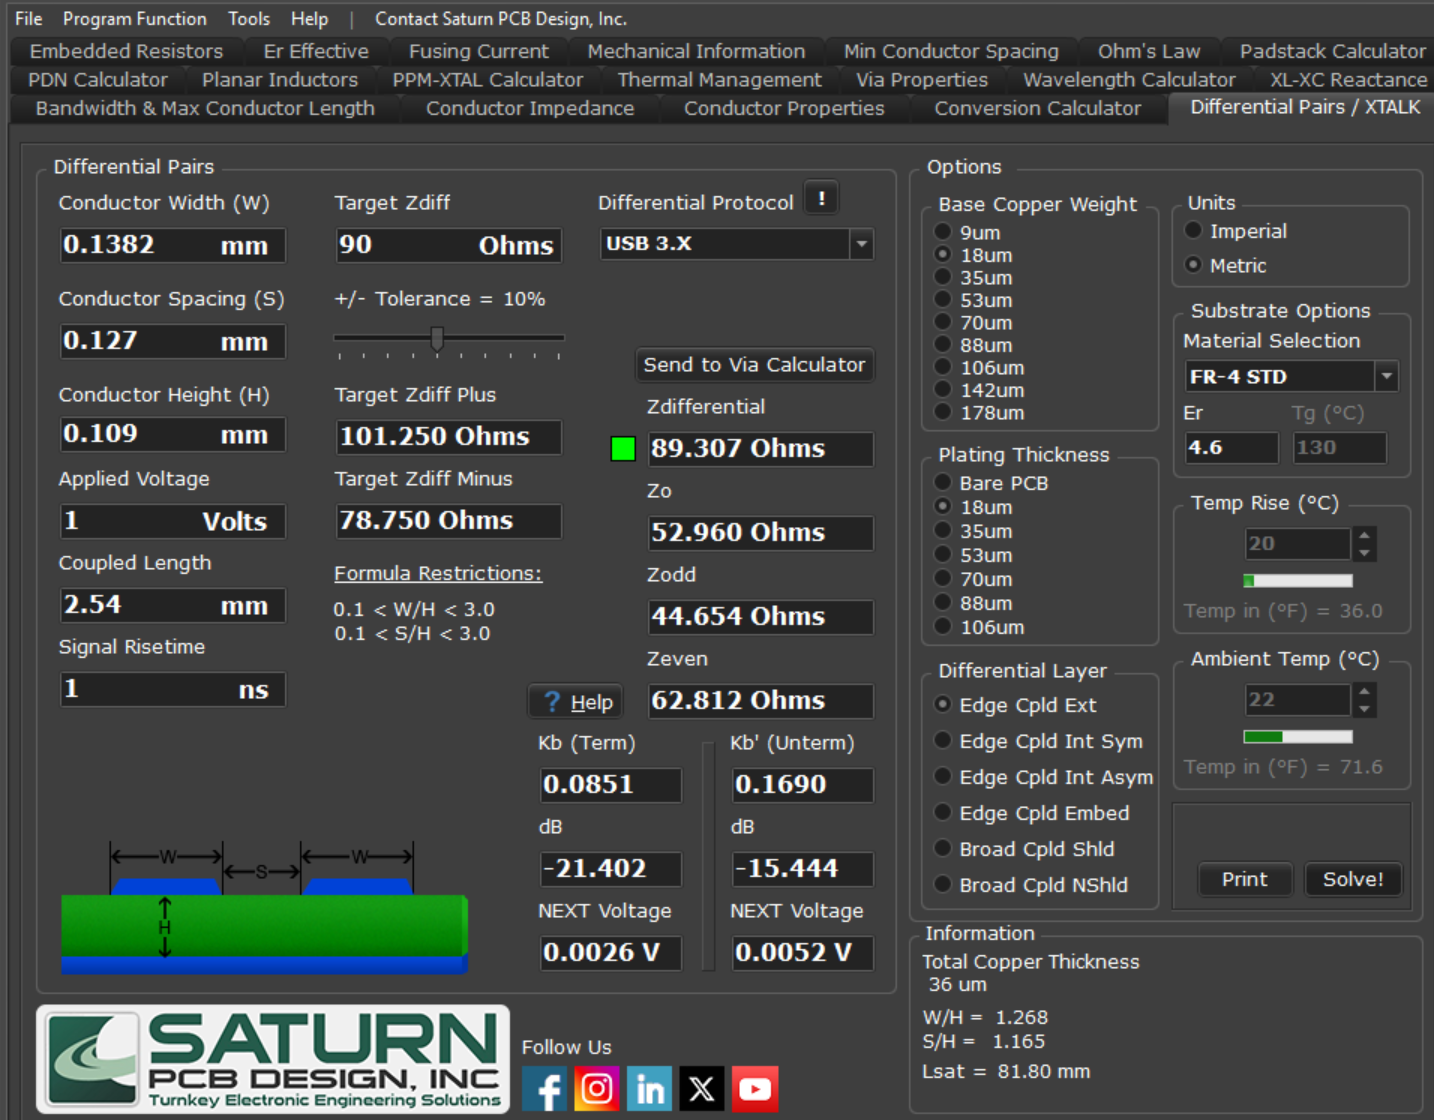 File Program Function Tools Help | Contact Saturn PCB Design, Inc.
Embedded Resistors Er Effective Fusing Current Mechanical Information Min Conductor Spacing Ohm's Law Padstack Calculator
PDN Calculator Planar Inductors PPM-XTAL Calculator Thermal Management Via Properties Wavelength Calculator XL-XC Reactance
Bandwidth & Max Conductor Length Conductor Impedance Conductor Properties Conversion Calculator Differential Pairs / XTALK
Differential Pairs
Conductor Width (W)
0.1382 mm
Conductor Spacing (S)
0.127 mm
Conductor Height (H)
0.109 mm
Applied Voltage
1 Volts
Coupled Length
2.54 mm
Signal Risetime
1 ns
Target Zdiff
90 Ohms
+/- Tolerance = 10%
Target Zdiff Plus
101.250 Ohms
Target Zdiff Minus
78.750 Ohms
Formula Restrictions:
0.1 < W/H < 3.0
0.1 < S/H < 3.0
Differential Protocol !
USB 3.X
Send to Via Calculator
Zdifferential
89.307 Ohms
Zo
52.960 Ohms
Zodd
44.654 Ohms
Zeven
62.812 Ohms
? Help
Kb (Term)
0.0851
dB
-21.402
NEXT Voltage
0.0026 V
Kb' (Unterm)
0.1690
dB
-15.444
NEXT Voltage
0.0052 V
W S W
H
Options
Base Copper Weight
9um
18um
35um
53um
70um
88um
106um
142um
178um
Plating Thickness
Bare PCB
18um
35um
53um
70um
88um
106um
Differential Layer
Edge Cpld Ext
Edge Cpld Int Sym
Edge Cpld Int Asym
Edge Cpld Embed
Broad Cpld Shld
Broad Cpld NShld
Units
Imperial
Metric
Substrate Options
Material Selection
FR-4 STD
Er Tg (°C)
4.6 130
Temp Rise (°C)
20
Temp in (°F) = 36.0
Ambient Temp (°C)
22
Temp in (°F) = 71.6
Print Solve!
Information
Total Copper Thickness
36 um
W/H = 1.268
S/H = 1.165
Lsat = 81.80 mm
SATURN
PCB DESIGN, INC
Turnkey Electronic Engineering Solutions
Follow Us
f in X